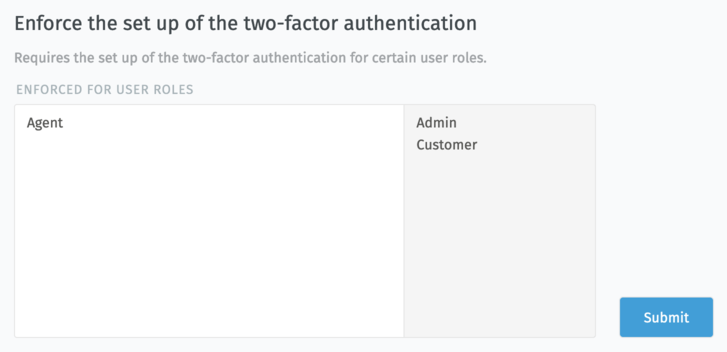 Enforce the set up of the two-factor authentication
Requires the set up of the two-factor authentication for certain user roles.
ENFORCED FOR USER ROLES
Agent
Admin
Customer
Submit